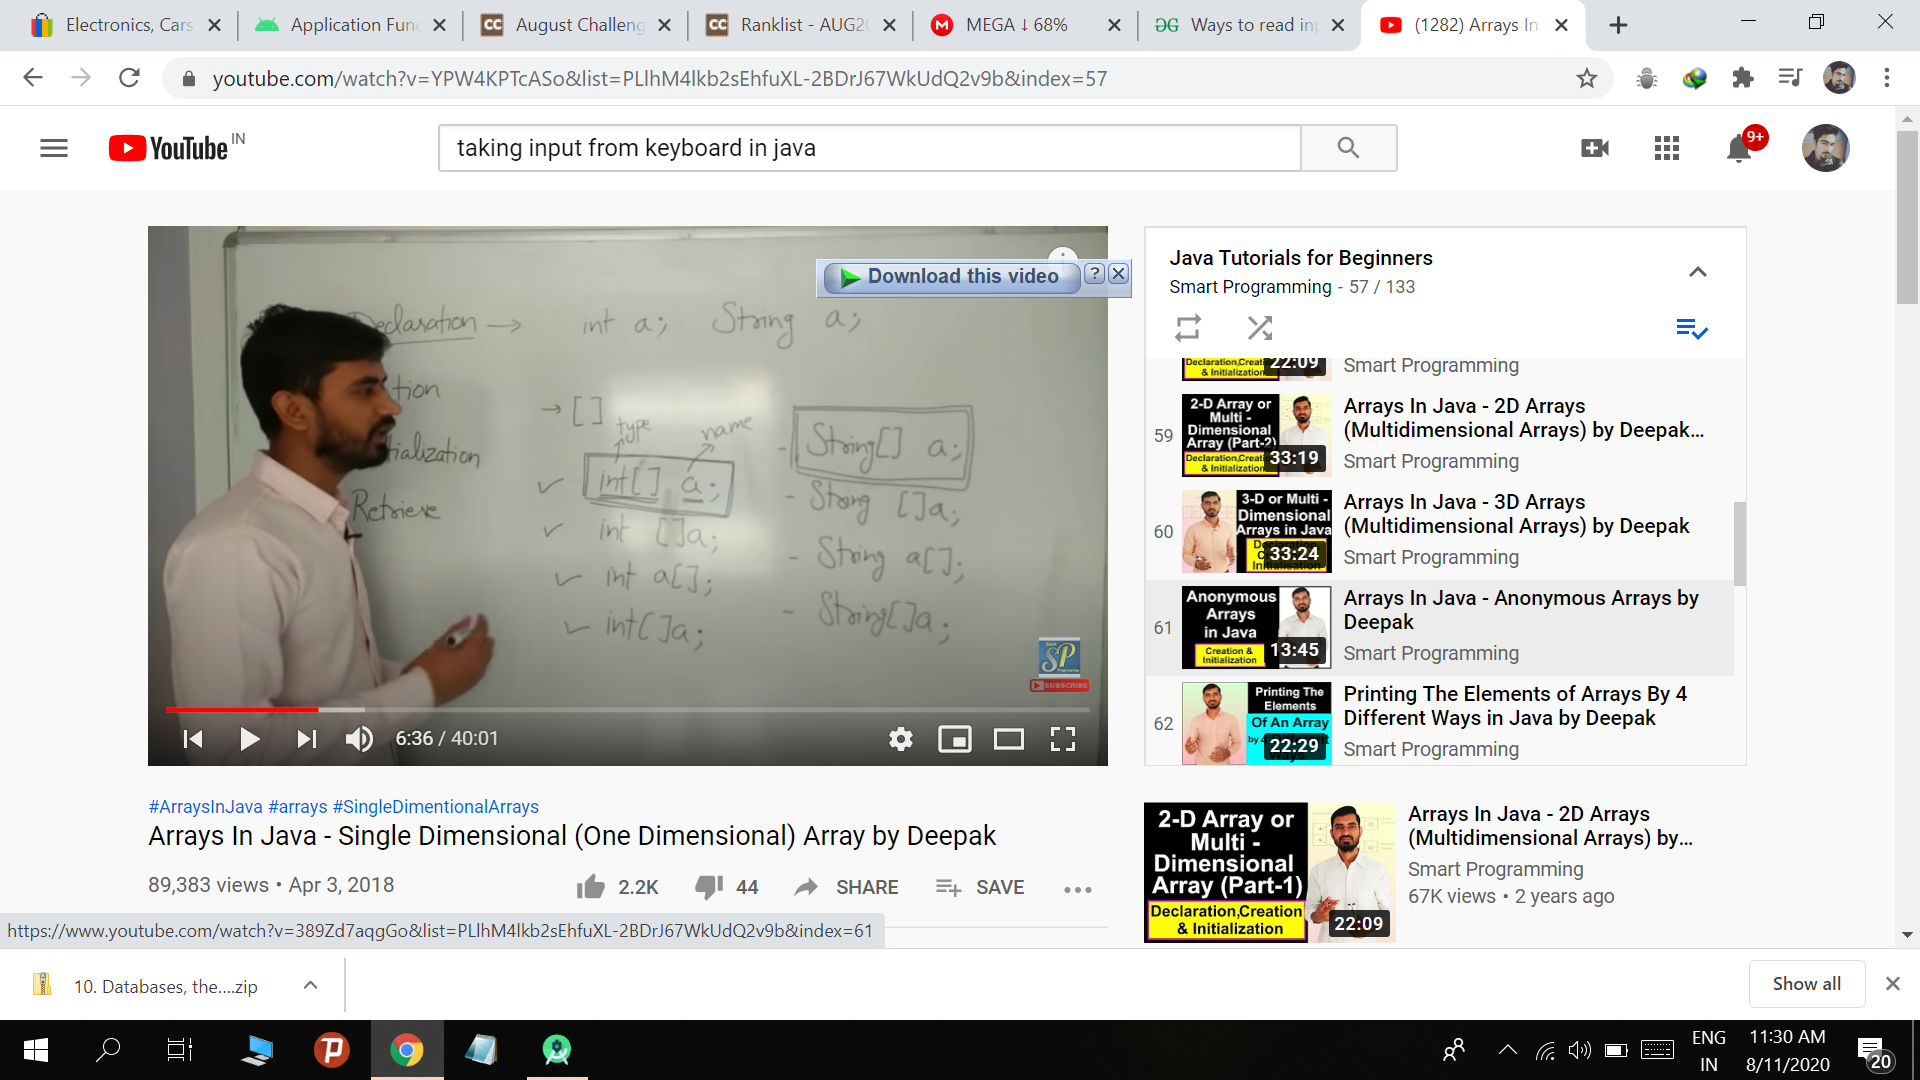 Electronics, Cars
Application Fun
August Challeng
Ranklist - AUG20
MEGA ↓ 68%
Ways to read in
(1282) Arrays In
youtube.com/watch?v=YPW4KPTcASo&list=PLlhM4lkb2sEhfuXL-2BDrJ67WkUdQ2v9b&index=57
YouTube IN
taking input from keyboard in java
9+
Download this video ? X
Declaration → int a; String a;
→ []
type name
int[] a; - String[] a;
int []a; - String []a;
int a[]; - String a[];
int[]a; - String[]a;
Retrieve
SP
SUBSCRIBE
6:36 / 40:01
Java Tutorials for Beginners
Smart Programming - 57 / 133
22:09
Smart Programming
59
2-D Array or
Multi -
Dimensional
Array (Part-2)
33:19
Arrays In Java - 2D Arrays
(Multidimensional Arrays) by Deepak...
Smart Programming
60
3-D or Multi -
Dimensional
Arrays in Java
33:24
Arrays In Java - 3D Arrays
(Multidimensional Arrays) by Deepak
Smart Programming
61
Anonymous
Arrays
in Java
Creation &
Initialization
13:45
Arrays In Java - Anonymous Arrays by
Deepak
Smart Programming
62
Printing The
Elements
Of An Array
22:29
Printing The Elements of Arrays By 4
Different Ways in Java by Deepak
Smart Programming
#ArraysInJava #arrays #SingleDimentionalArrays
Arrays In Java - Single Dimensional (One Dimensional) Array by Deepak
89,383 views • Apr 3, 2018
2.2K 44 SHARE SAVE
2-D Array or
Multi -
Dimensional
Array (Part-1)
Declaration,Creation
& Initialization
22:09
Arrays In Java - 2D Arrays
(Multidimensional Arrays) by...
Smart Programming
67K views • 2 years ago
https://www.youtube.com/watch?v=389Zd7aqgGo&list=PLlhM4lkb2sEhfuXL-2BDrJ67WkUdQ2v9b&index=61
10. Databases, the....zip
Show all
ENG
IN
11:30 AM
8/11/2020
20